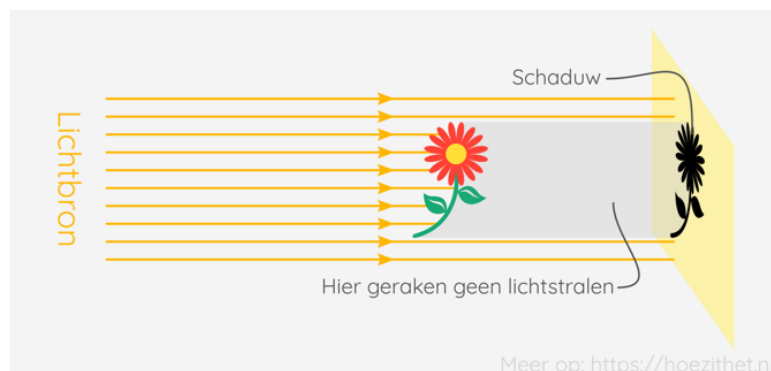 Schaduw
Lichtbron
Hier geraken geen lichtstralen
Meer op: https://hoezithet.n